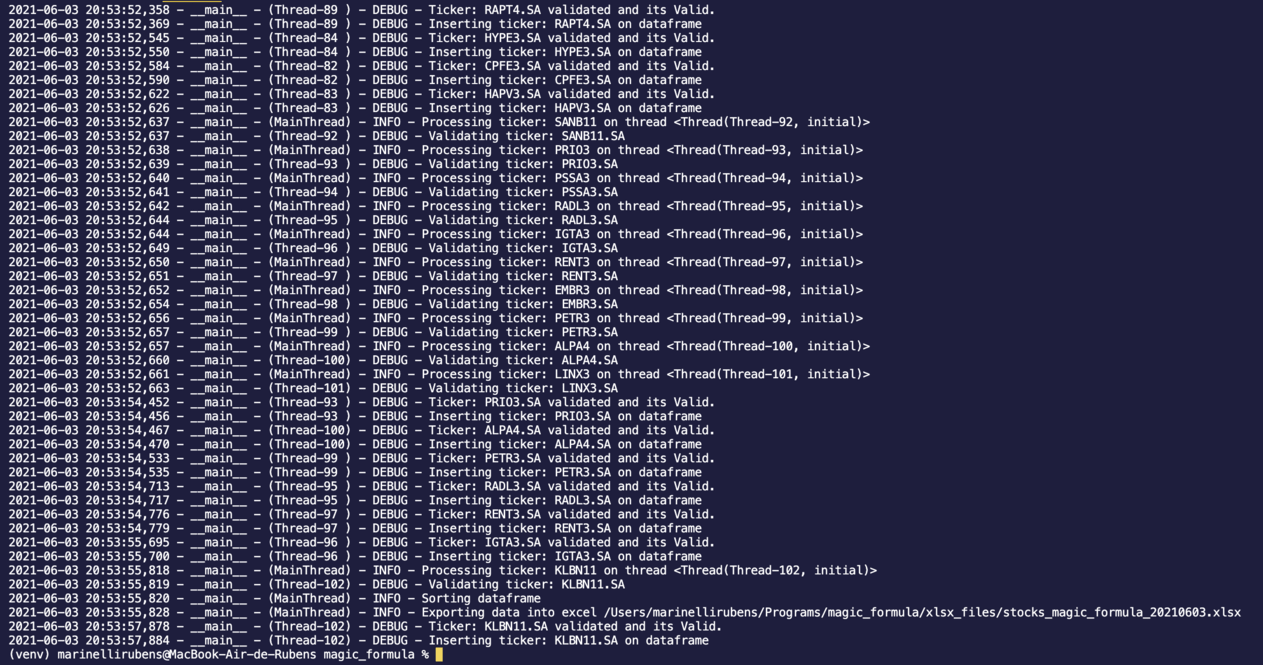 2021-06-03 20:53:52,358 - __main__ - (Thread-89 ) - DEBUG - Ticker: RAPT4.SA validated and its Valid.
2021-06-03 20:53:52,369 - __main__ - (Thread-89 ) - DEBUG - Inserting ticker: RAPT4.SA on dataframe
2021-06-03 20:53:52,545 - __main__ - (Thread-84 ) - DEBUG - Ticker: HYPE3.SA validated and its Valid.
2021-06-03 20:53:52,550 - __main__ - (Thread-84 ) - DEBUG - Inserting ticker: HYPE3.SA on dataframe
2021-06-03 20:53:52,584 - __main__ - (Thread-82 ) - DEBUG - Ticker: CPFE3.SA validated and its Valid.
2021-06-03 20:53:52,590 - __main__ - (Thread-82 ) - DEBUG - Inserting ticker: CPFE3.SA on dataframe
2021-06-03 20:53:52,622 - __main__ - (Thread-83 ) - DEBUG - Ticker: HAPV3.SA validated and its Valid.
2021-06-03 20:53:52,626 - __main__ - (Thread-83 ) - DEBUG - Inserting ticker: HAPV3.SA on dataframe
2021-06-03 20:53:52,637 - __main__ - (MainThread) - INFO - Processing ticker: SANB11 on thread <Thread(Thread-92, initial)>
2021-06-03 20:53:52,637 - __main__ - (Thread-92 ) - DEBUG - Validating ticker: SANB11.SA
2021-06-03 20:53:52,638 - __main__ - (MainThread) - INFO - Processing ticker: PRIO3 on thread <Thread(Thread-93, initial)>
2021-06-03 20:53:52,639 - __main__ - (Thread-93 ) - DEBUG - Validating ticker: PRIO3.SA
2021-06-03 20:53:52,640 - __main__ - (MainThread) - INFO - Processing ticker: PSSA3 on thread <Thread(Thread-94, initial)>
2021-06-03 20:53:52,641 - __main__ - (Thread-94 ) - DEBUG - Validating ticker: PSSA3.SA
2021-06-03 20:53:52,642 - __main__ - (MainThread) - INFO - Processing ticker: RADL3 on thread <Thread(Thread-95, initial)>
2021-06-03 20:53:52,644 - __main__ - (Thread-95 ) - DEBUG - Validating ticker: RADL3.SA
2021-06-03 20:53:52,644 - __main__ - (MainThread) - INFO - Processing ticker: IGTA3 on thread <Thread(Thread-96, initial)>
2021-06-03 20:53:52,649 - __main__ - (Thread-96 ) - DEBUG - Validating ticker: IGTA3.SA
2021-06-03 20:53:52,650 - __main__ - (MainThread) - INFO - Processing ticker: RENT3 on thread <Thread(Thread-97, initial)>
2021-06-03 20:53:52,651 - __main__ - (Thread-97 ) - DEBUG - Validating ticker: RENT3.SA
2021-06-03 20:53:52,652 - __main__ - (MainThread) - INFO - Processing ticker: EMBR3 on thread <Thread(Thread-98, initial)>
2021-06-03 20:53:52,654 - __main__ - (Thread-98 ) - DEBUG - Validating ticker: EMBR3.SA
2021-06-03 20:53:52,656 - __main__ - (MainThread) - INFO - Processing ticker: PETR3 on thread <Thread(Thread-99, initial)>
2021-06-03 20:53:52,657 - __main__ - (Thread-99 ) - DEBUG - Validating ticker: PETR3.SA
2021-06-03 20:53:52,657 - __main__ - (MainThread) - INFO - Processing ticker: ALPA4 on thread <Thread(Thread-100, initial)>
2021-06-03 20:53:52,660 - __main__ - (Thread-100) - DEBUG - Validating ticker: ALPA4.SA
2021-06-03 20:53:52,661 - __main__ - (MainThread) - INFO - Processing ticker: LINX3 on thread <Thread(Thread-101, initial)>
2021-06-03 20:53:52,663 - __main__ - (Thread-101) - DEBUG - Validating ticker: LINX3.SA
2021-06-03 20:53:54,452 - __main__ - (Thread-93 ) - DEBUG - Ticker: PRIO3.SA validated and its Valid.
2021-06-03 20:53:54,456 - __main__ - (Thread-93 ) - DEBUG - Inserting ticker: PRIO3.SA on dataframe
2021-06-03 20:53:54,467 - __main__ - (Thread-100) - DEBUG - Ticker: ALPA4.SA validated and its Valid.
2021-06-03 20:53:54,470 - __main__ - (Thread-100) - DEBUG - Inserting ticker: ALPA4.SA on dataframe
2021-06-03 20:53:54,533 - __main__ - (Thread-99 ) - DEBUG - Ticker: PETR3.SA validated and its Valid.
2021-06-03 20:53:54,535 - __main__ - (Thread-99 ) - DEBUG - Inserting ticker: PETR3.SA on dataframe
2021-06-03 20:53:54,713 - __main__ - (Thread-95 ) - DEBUG - Ticker: RADL3.SA validated and its Valid.
2021-06-03 20:53:54,717 - __main__ - (Thread-95 ) - DEBUG - Inserting ticker: RADL3.SA on dataframe
2021-06-03 20:53:54,776 - __main__ - (Thread-97 ) - DEBUG - Ticker: RENT3.SA validated and its Valid.
2021-06-03 20:53:54,779 - __main__ - (Thread-97 ) - DEBUG - Inserting ticker: RENT3.SA on dataframe
2021-06-03 20:53:55,695 - __main__ - (Thread-96 ) - DEBUG - Ticker: IGTA3.SA validated and its Valid.
2021-06-03 20:53:55,700 - __main__ - (Thread-96 ) - DEBUG - Inserting ticker: IGTA3.SA on dataframe
2021-06-03 20:53:55,818 - __main__ - (MainThread) - INFO - Processing ticker: KLBN11 on thread <Thread(Thread-102, initial)>
2021-06-03 20:53:55,819 - __main__ - (Thread-102) - DEBUG - Validating ticker: KLBN11.SA
2021-06-03 20:53:55,820 - __main__ - (MainThread) - INFO - Sorting dataframe
2021-06-03 20:53:55,828 - __main__ - (MainThread) - INFO - Exporting data into excel /Users/marinellirubens/Programs/magic_formula/xlsx_files/stocks_magic_formula_20210603.xlsx
2021-06-03 20:53:57,878 - __main__ - (Thread-102) - DEBUG - Ticker: KLBN11.SA validated and its Valid.
2021-06-03 20:53:57,884 - __main__ - (Thread-102) - DEBUG - Inserting ticker: KLBN11.SA on dataframe
(venv) marinellirubens@MacBook-Air-de-Rubens magic_formula %